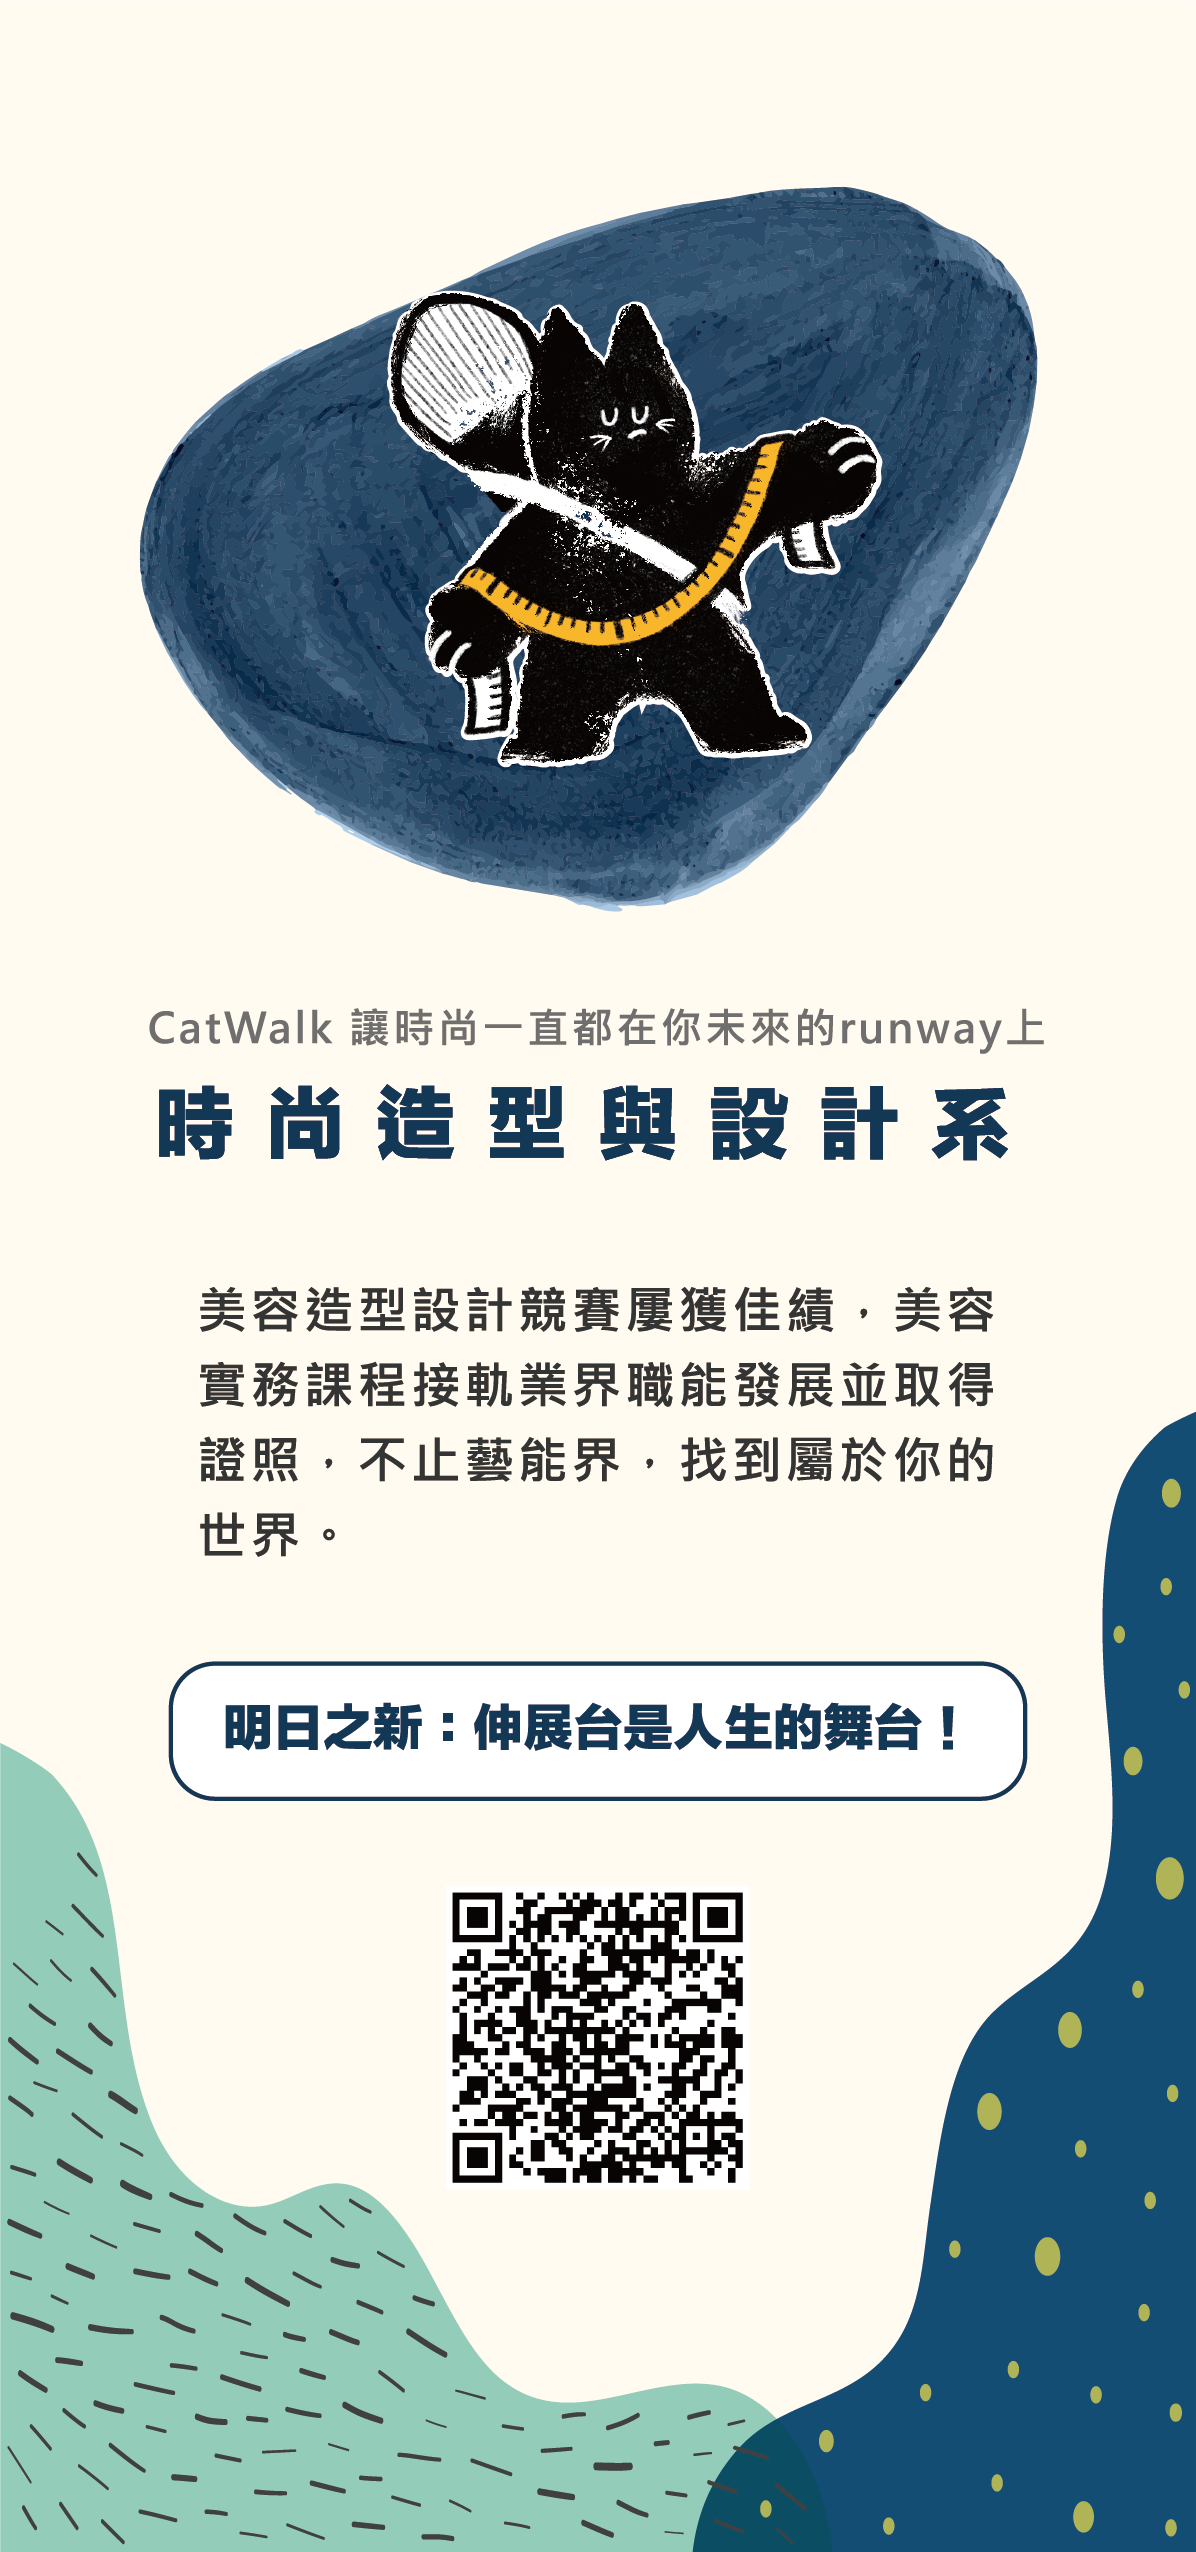 CatWalk 讓時尚一直都在你未來的runway上
時尚造型與設計系
美容造型設計競賽屢獲佳績，美容
實務課程接軌業界職能發展並取得
證照，不止藝能界，找到屬於你的
世界。
明日之新：伸展台是人生的舞台！